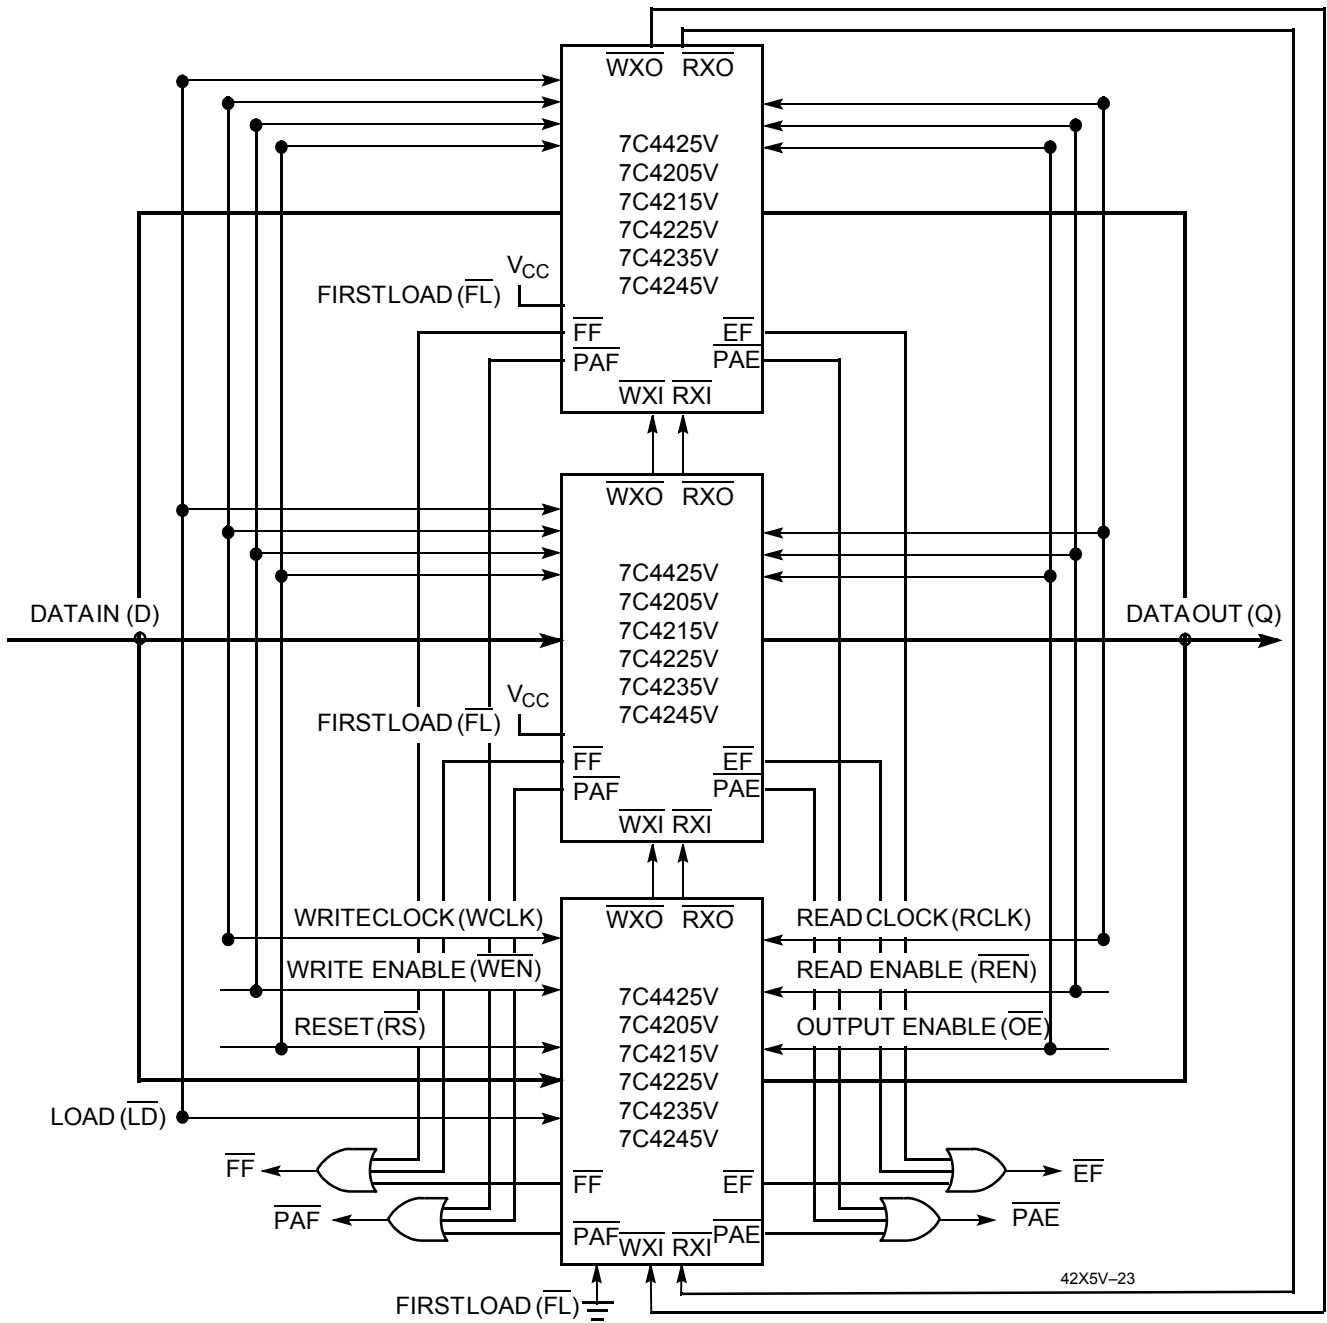 WXO RXO
7C4425V
7C4205V
7C4215V
7C4225V
7C4235V
7C4245V
VCC
FIRSTLOAD (FL)
FF EF
PAF PAE
WXI RXI
WXO RXO
7C4425V
7C4205V
7C4215V
7C4225V
7C4235V
7C4245V
DATAIN (D)
DATAOUT (Q)
VCC
FIRSTLOAD (FL)
FF EF
PAF PAE
WXI RXI
WXO RXO
WRITECLOCK (WCLK)
READ CLOCK (RCLK)
WRITE ENABLE (WEN)
READ ENABLE (REN)
RESET (RS)
OUTPUT ENABLE (OE)
7C4425V
7C4205V
7C4215V
7C4225V
7C4235V
7C4245V
LOAD (LD)
FF FF EF EF
PAF PAF PAE PAE
WXI RXI
42X5V–23
FIRSTLOAD (FL)